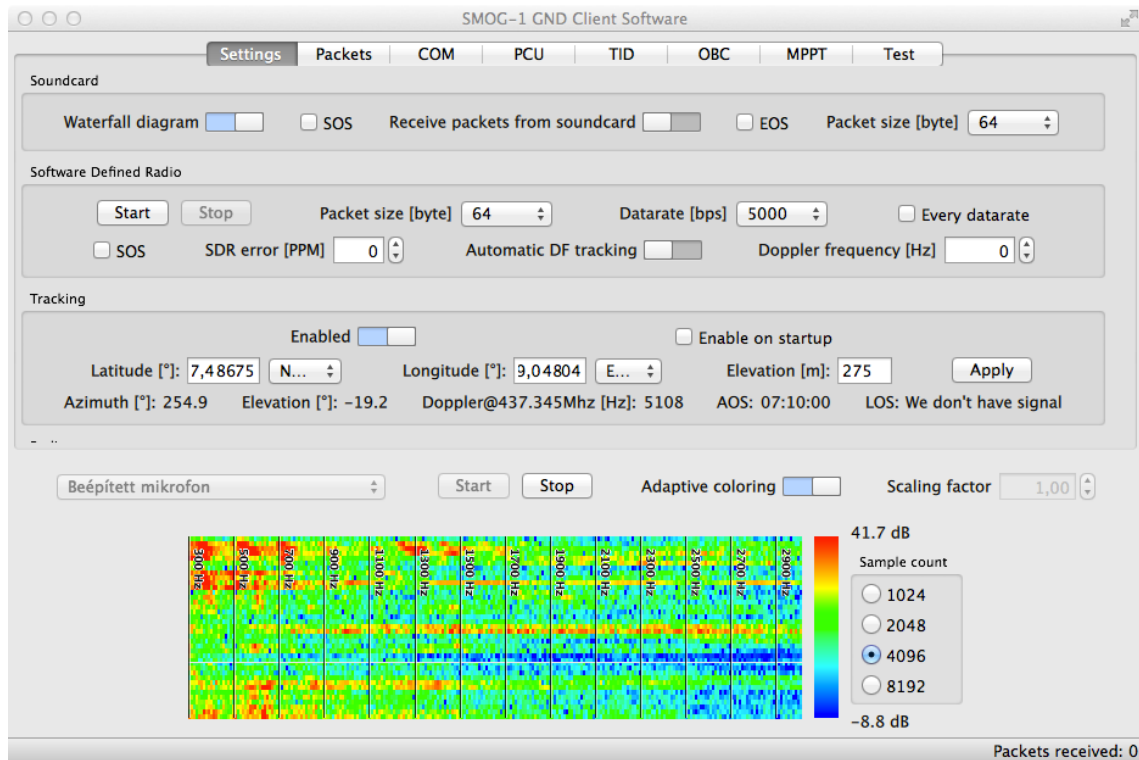 SMOG-1 GND Client Software
Settings Packets COM PCU TID OBC MPPT Test
Soundcard
Waterfall diagram SOS Receive packets from soundcard EOS Packet size [byte] 64
Software Defined Radio
Start Stop Packet size [byte] 64 Datarate [bps] 5000 Every datarate
SOS SDR error [PPM] 0 Automatic DF tracking Doppler frequency [Hz] 0
Tracking
Enabled Enable on startup
Latitude [°]: 7,48675 N... Longitude [°]: 9,04804 E... Elevation [m]: 275 Apply
Azimuth [°]: 254.9 Elevation [°]: -19.2 Doppler@437.345Mhz [Hz]: 5108 AOS: 07:10:00 LOS: We don't have signal
Beépített mikrofon Start Stop Adaptive coloring Scaling factor 1,00
300 Hz 500 Hz 700 Hz 900 Hz 1100 Hz 1300 Hz 1500 Hz 1700 Hz 1900 Hz 2100 Hz 2300 Hz 2500 Hz 2700 Hz 2900 Hz
41.7 dB
Sample count
1024
2048
4096
8192
-8.8 dB
Packets received: 0